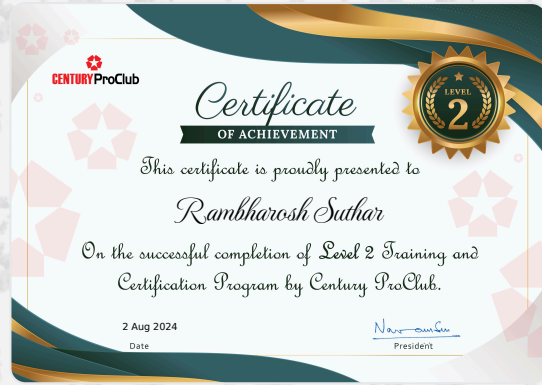 CENTURY ProClub
LEVEL
2
Certificate
OF ACHIEVEMENT
This certificate is proudly presented to
Rambharosh Suthar
On the successful completion of Level 2 Training and
Certification Program by Century ProClub.
2 Aug 2024
Date
President